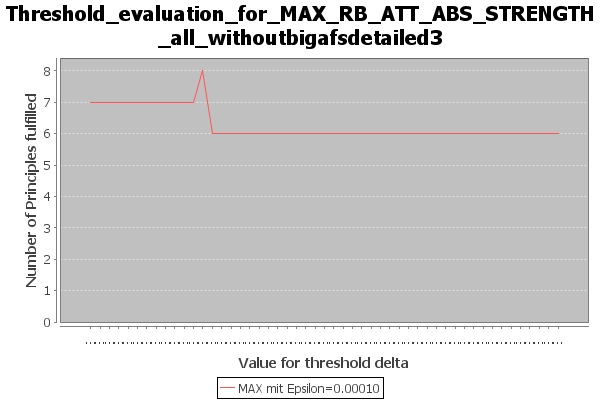 Threshold_evaluation_for_MAX_RB_ATT_ABS_STRENGTH
_all_withoutbigafsdetailed3
Number of Principles fulfilled
8
7
6
5
4
3
2
1
0
Value for threshold delta
MAX mit Epsilon=0.00010